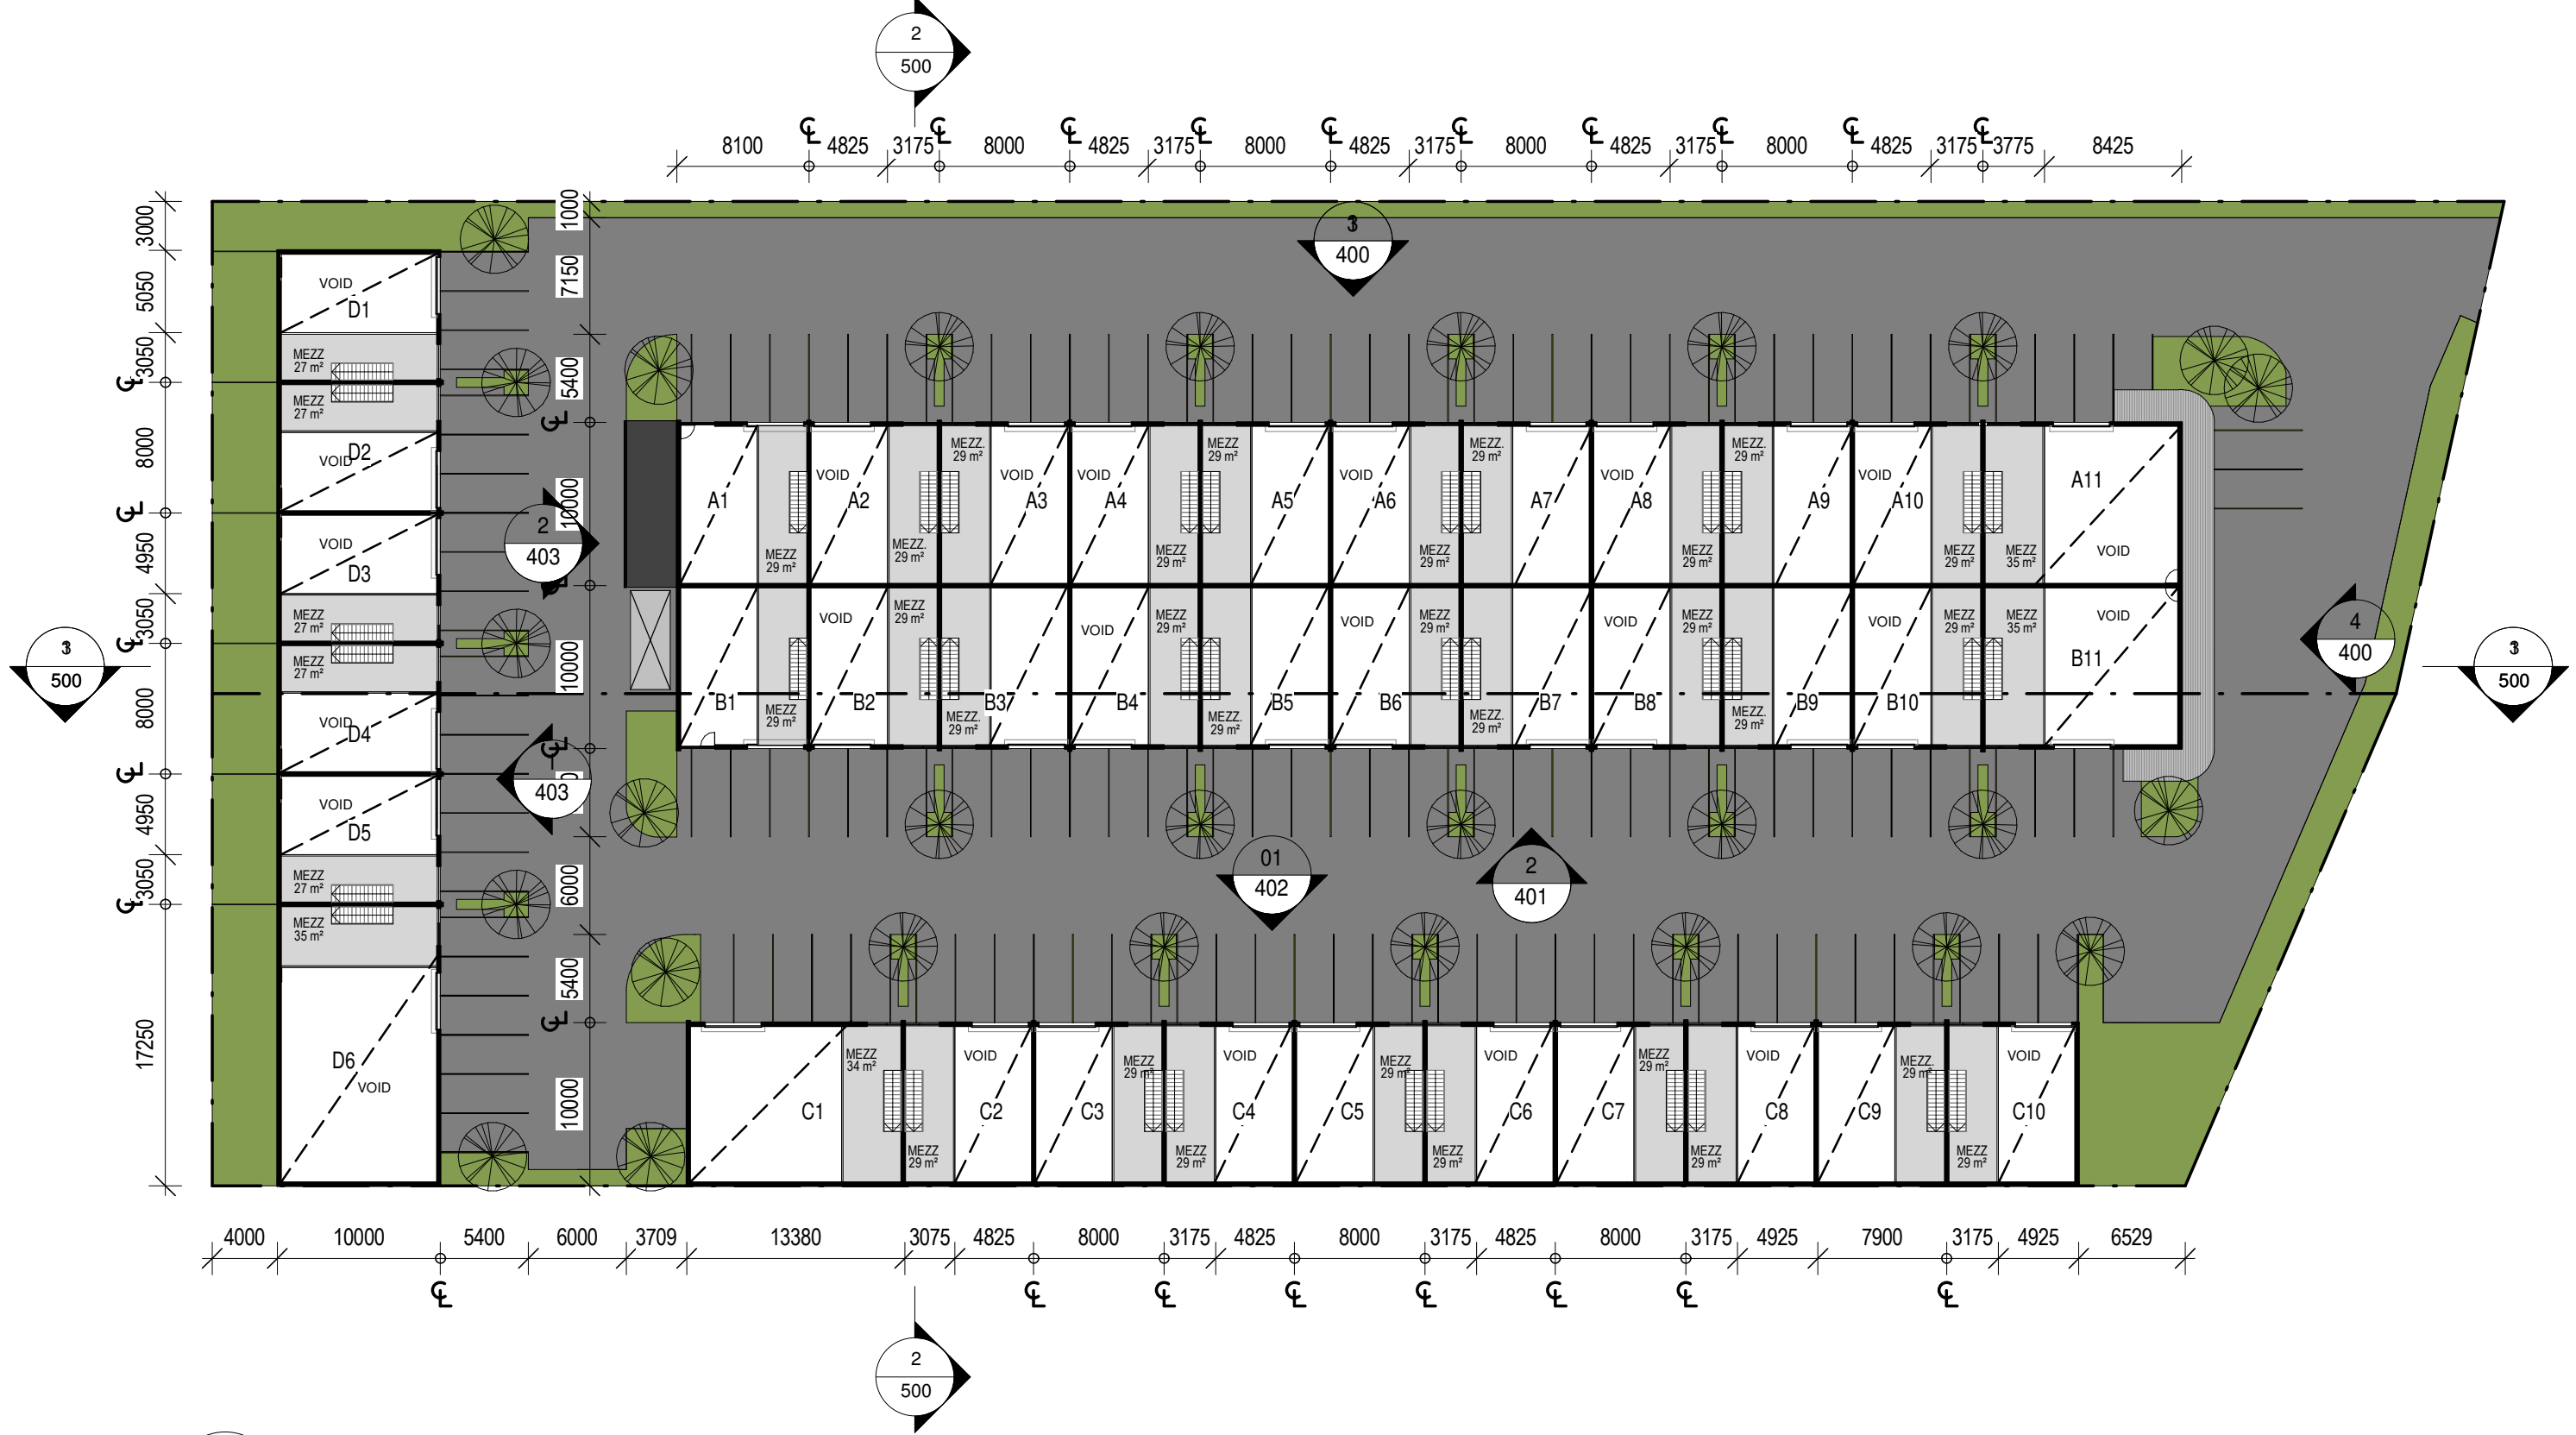 2
500
8100 4825 3175 8000 4825 3175 8000 4825 3175 8000 4825 3175 8000 4825 3175 3775 8425
3000
5050
3050
8000
4950
3050
8000
4950
3050
17250
1000
7150
5400
10000
10000
6000
5400
10000
400
VOID
D1
MEZZ
27 m²
MEZZ
27 m²
D2
VOID
VOID
D3
MEZZ
27 m²
MEZZ
27 m²
VOID
D4
VOID
D5
MEZZ
27 m²
MEZZ
35 m²
D6
VOID
2
403
403
3
500
A1
MEZZ
29 m²
VOID
A2
MEZZ.
29 m²
MEZZ.
29 m²
VOID
A3
VOID
A4
MEZZ
29 m²
MEZZ
29 m²
A5
VOID
A6
MEZZ
29 m²
MEZZ
29 m²
A7
VOID
A8
MEZZ
29 m²
MEZZ
29 m²
A9
VOID
A10
MEZZ
29 m²
MEZZ
35 m²
A11
VOID
B1
MEZZ
29 m²
VOID
B2
MEZZ
29 m²
MEZZ.
29 m²
B3
VOID
B4
MEZZ
29 m²
MEZZ.
29 m²
B5
VOID
B6
MEZZ
29 m²
MEZZ.
29 m²
B7
VOID
B8
MEZZ
29 m²
MEZZ.
29 m²
B9
VOID
B10
MEZZ
29 m²
MEZZ
35 m²
VOID
B11
4
400
3
500
01
402
2
401
C1
MEZZ
34 m²
MEZZ
29 m²
VOID
C2
C3
MEZZ
29 m²
MEZZ
29 m²
VOID
C4
C5
MEZZ
29 m²
MEZZ
29 m²
VOID
C6
C7
MEZZ
29 m²
MEZZ
29 m²
VOID
C8
C9
MEZZ.
29 m²
MEZZ
29 m²
VOID
C10
4000 10000 5400 6000 3709 13380 3075 4825 8000 3175 4825 8000 3175 4825 8000 3175 4925 7900 3175 4925 6529
2
500